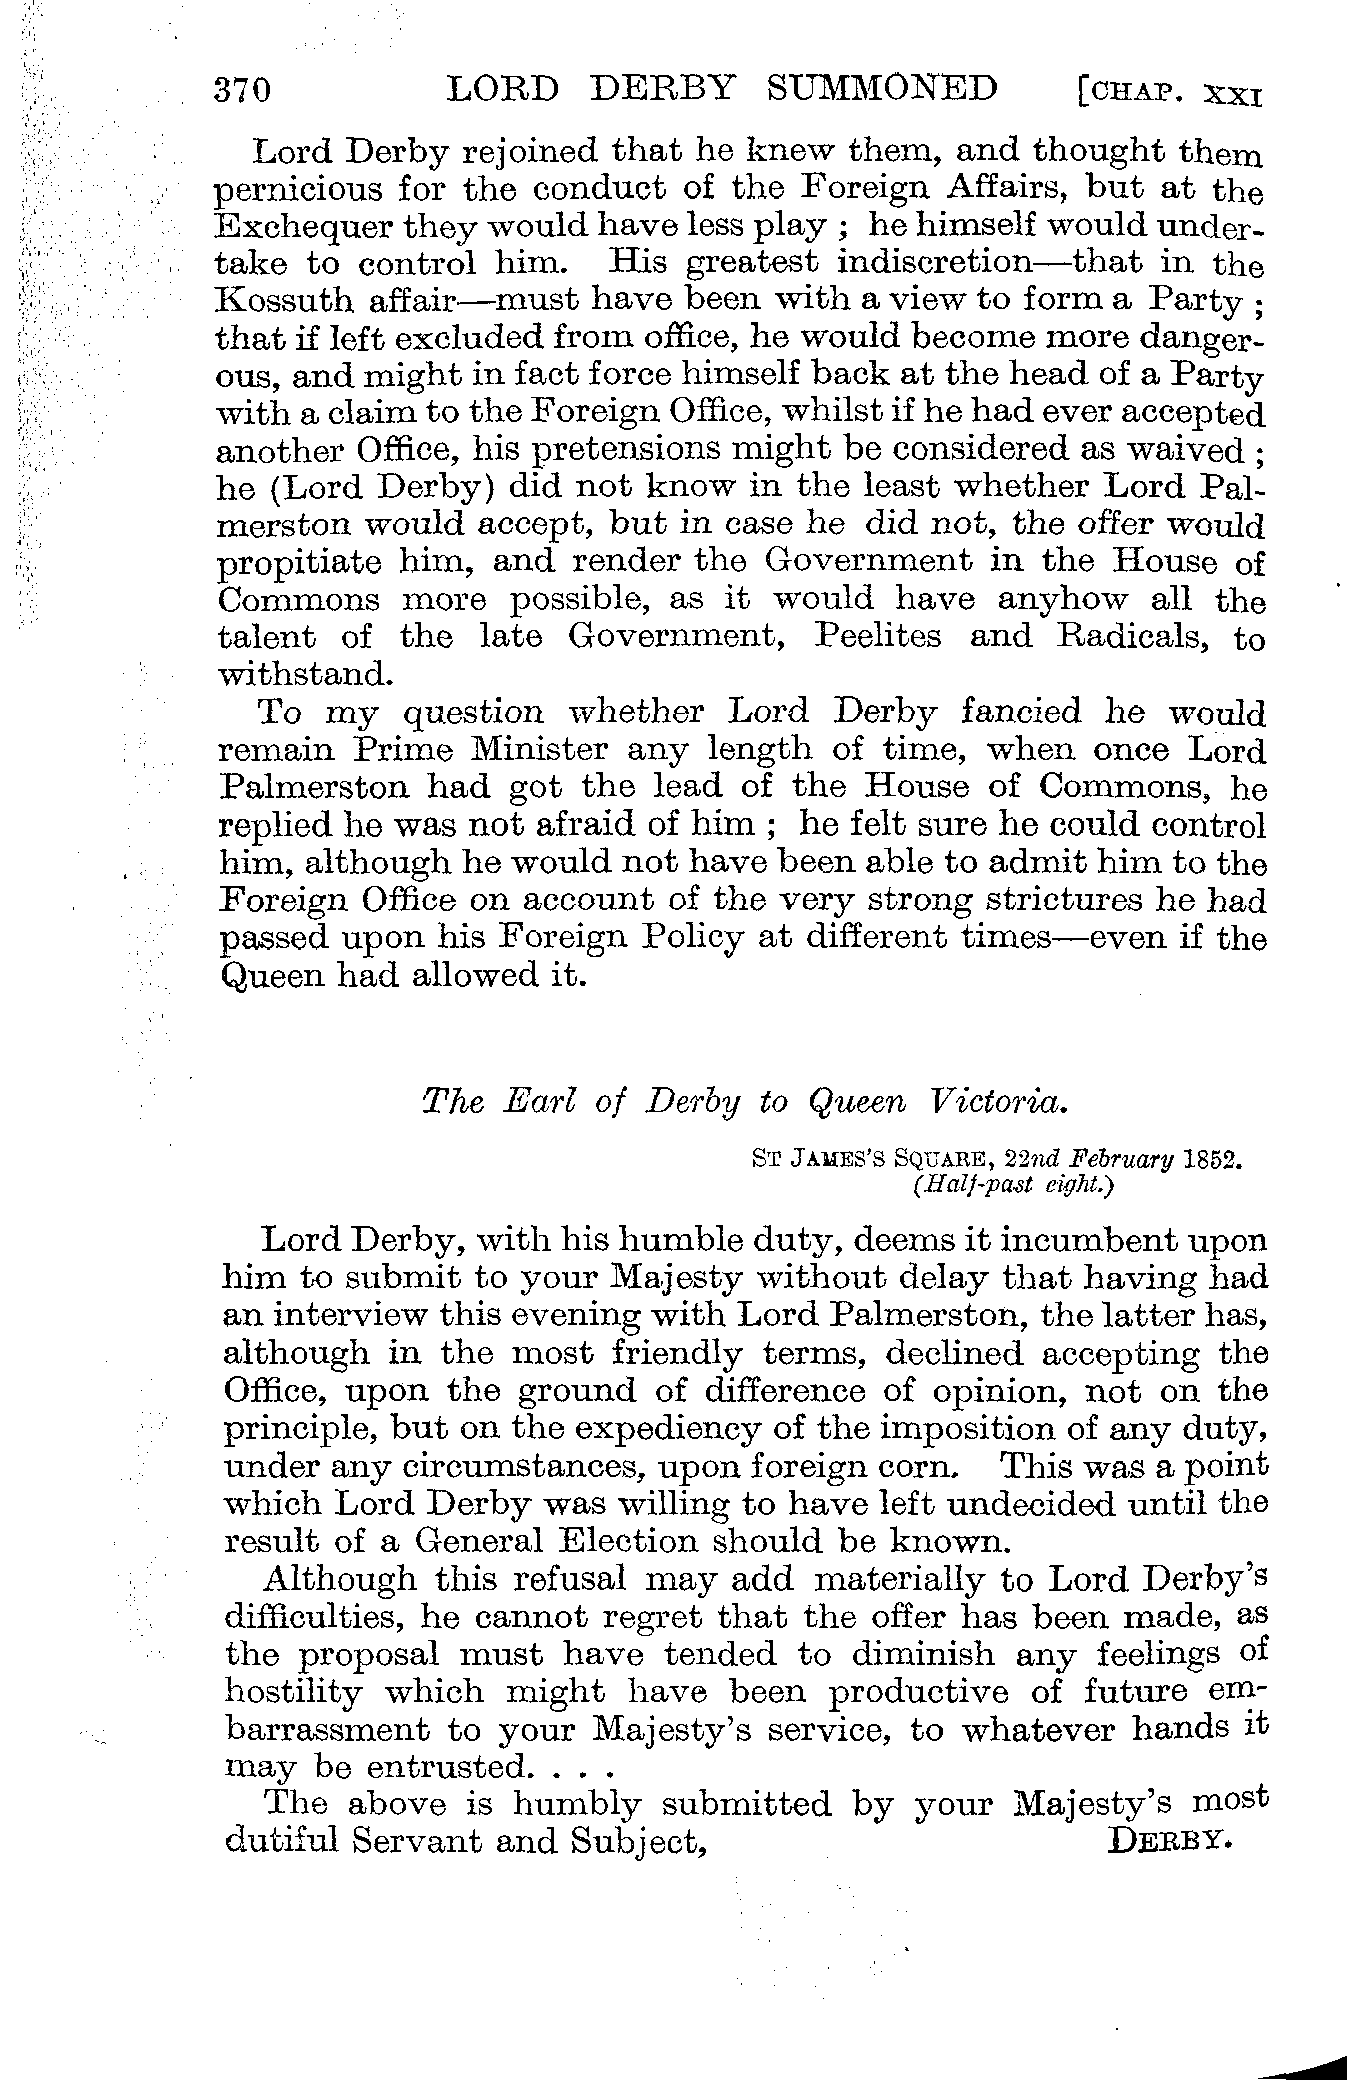 370 LORD DERBY SUMMONED [CHAP. XXI
Lord Derby rejoined that he knew them, and thought them
pernicious for the conduct of the Foreign Affairs, but at the
Exchequer they would have less play ; he himself would under-
take to control him. His greatest indiscretion—that in the
Kossuth affair—must have been with a view to form a Party ;
that if left excluded from office, he would become more danger-
ous, and might in fact force himself back at the head of a Party
with a claim to the Foreign Office, whilst if he had ever accepted
another Office, his pretensions might be considered as waived ;
he (Lord Derby) did not know in the least whether Lord Pal-
merston would accept, but in case he did not, the offer would
propitiate him, and render the Government in the House of
Commons more possible, as it would have anyhow all the
talent of the late Government, Peelites and Radicals, to
withstand.
To my question whether Lord Derby fancied he would
remain Prime Minister any length of time, when once Lord
Palmerston had got the lead of the House of Commons, he
replied he was not afraid of him ; he felt sure he could control
him, although he would not have been able to admit him to the
Foreign Office on account of the very strong strictures he had
passed upon his Foreign Policy at different times—even if the
Queen had allowed it.
The Earl of Derby to Queen Victoria.
ST JAMES'S SQUARE, 22nd February 1852.
(Half-past eight.)
Lord Derby, with his humble duty, deems it incumbent upon
him to submit to your Majesty without delay that having had
an interview this evening with Lord Palmerston, the latter has,
although in the most friendly terms, declined accepting the
Office, upon the ground of difference of opinion, not on the
principle, but on the expediency of the imposition of any duty,
under any circumstances, upon foreign corn. This was a point
which Lord Derby was willing to have left undecided until the
result of a General Election should be known.
Although this refusal may add materially to Lord Derby's
difficulties, he cannot regret that the offer has been made, as
the proposal must have tended to diminish any feelings of
hostility which might have been productive of future em-
barrassment to your Majesty's service, to whatever hands it
may be entrusted. . . .
The above is humbly submitted by your Majesty's most
dutiful Servant and Subject, DERBY.